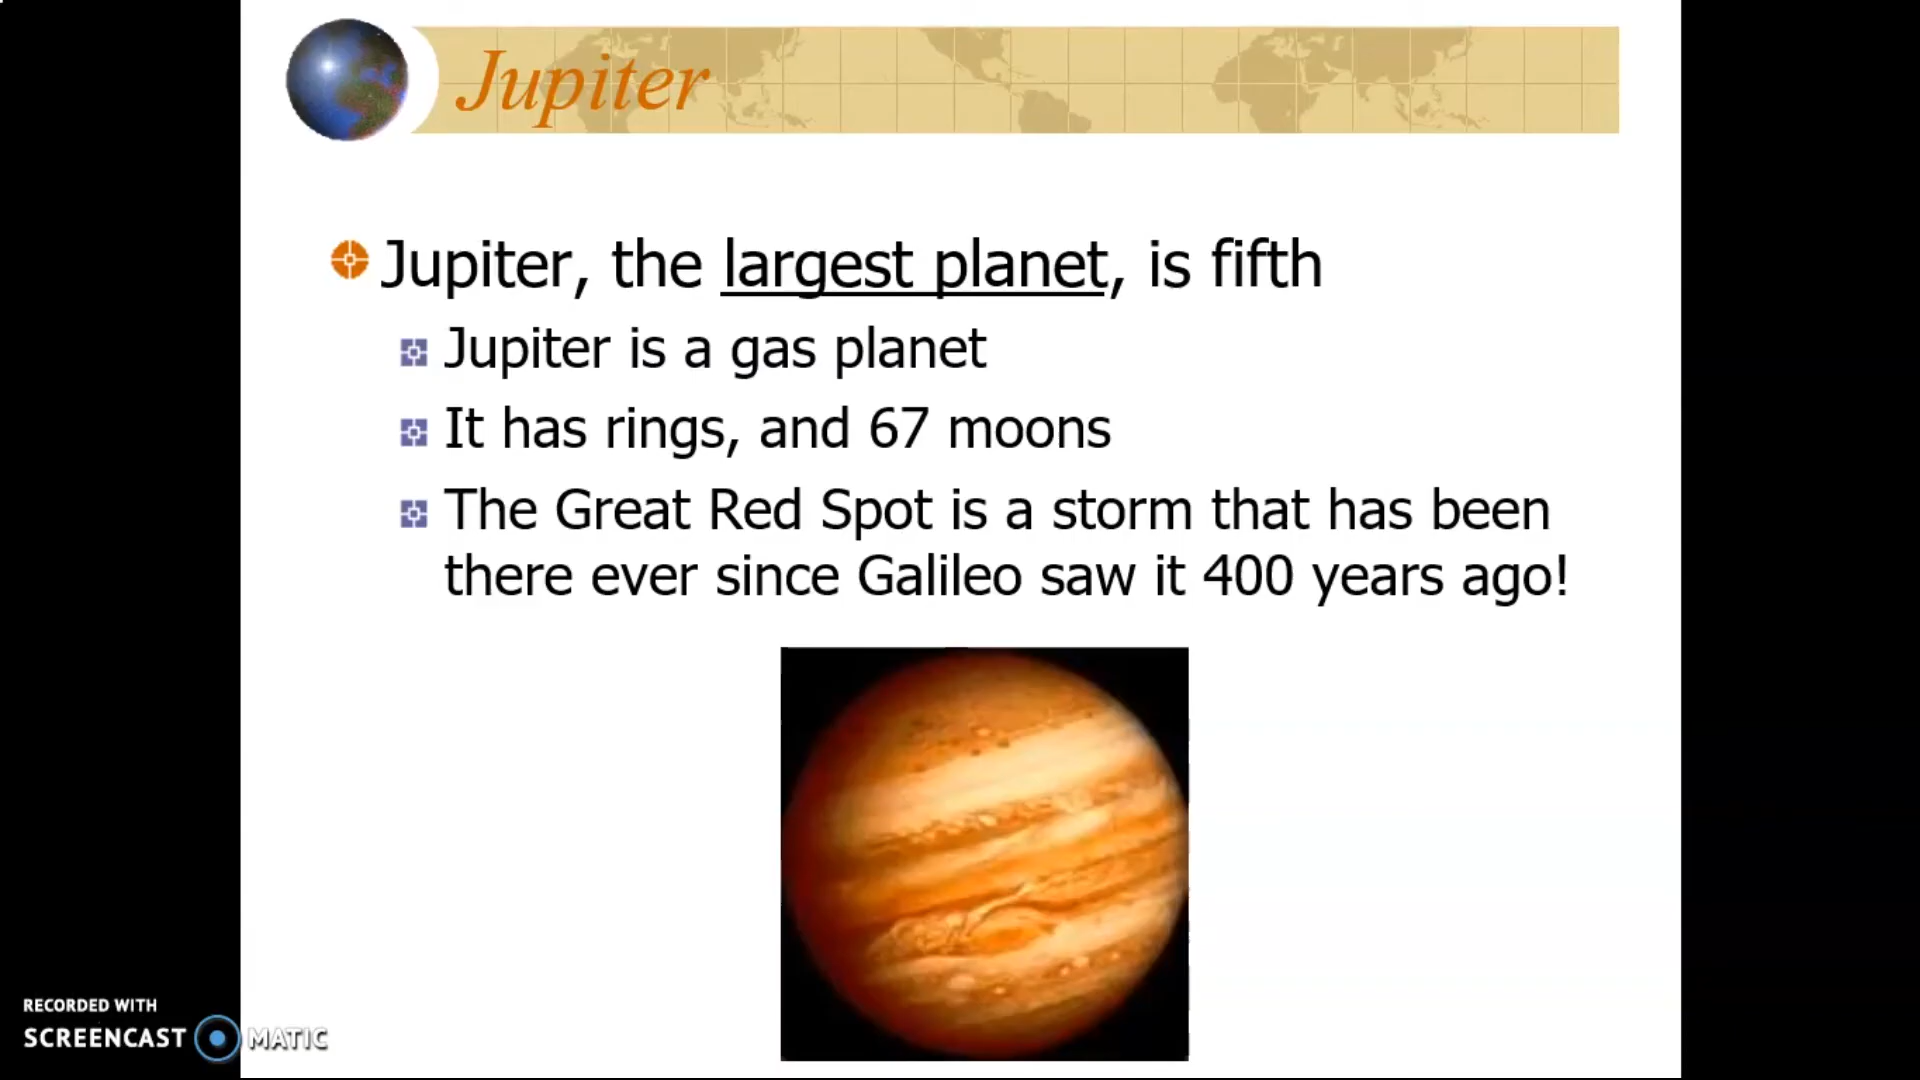 Jupiter
Jupiter, the largest planet, is fifth
Jupiter is a gas planet
It has rings, and 67 moons
The Great Red Spot is a storm that has been
there ever since Galileo saw it 400 years ago!
RECORDED WITH
SCREENCAST MATIC